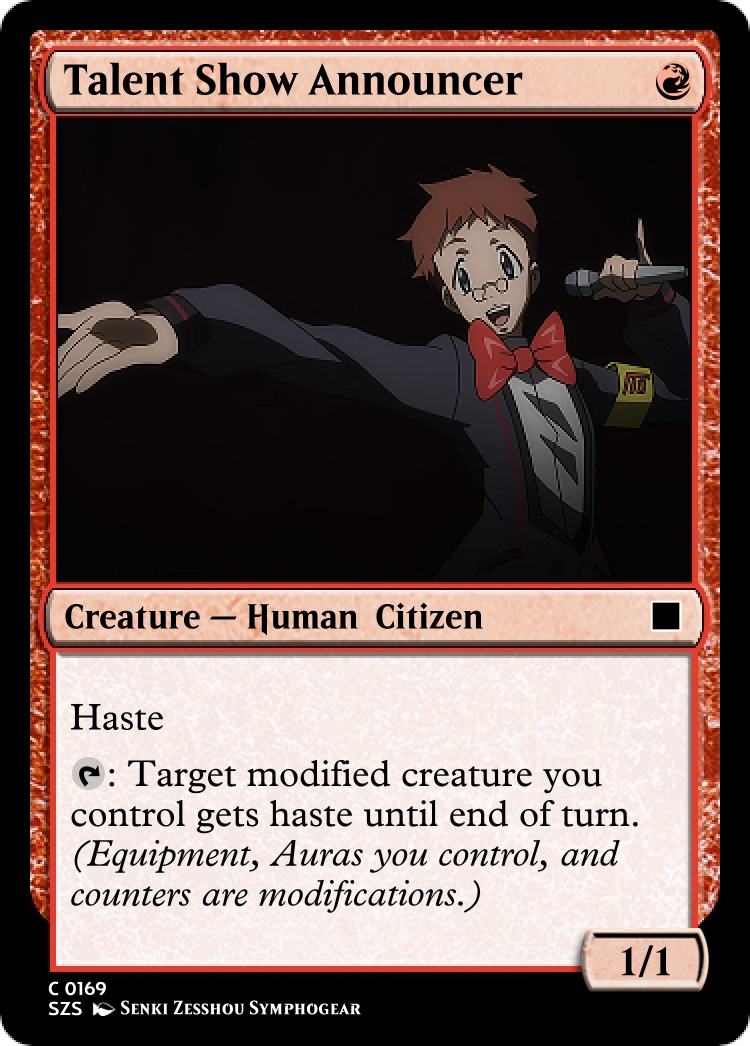 Talent Show Announcer
Creature — Human Citizen
Haste
: Target modified creature you
control gets haste until end of turn.
(Equipment, Auras you control, and
counters are modifications.)
1/1
C 0169
SZS Senki Zesshou Symphogear